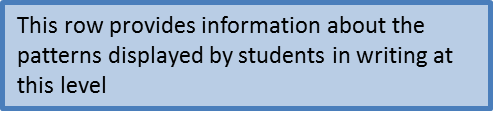 This row provides information about the
patterns displayed by students in writing at
this level